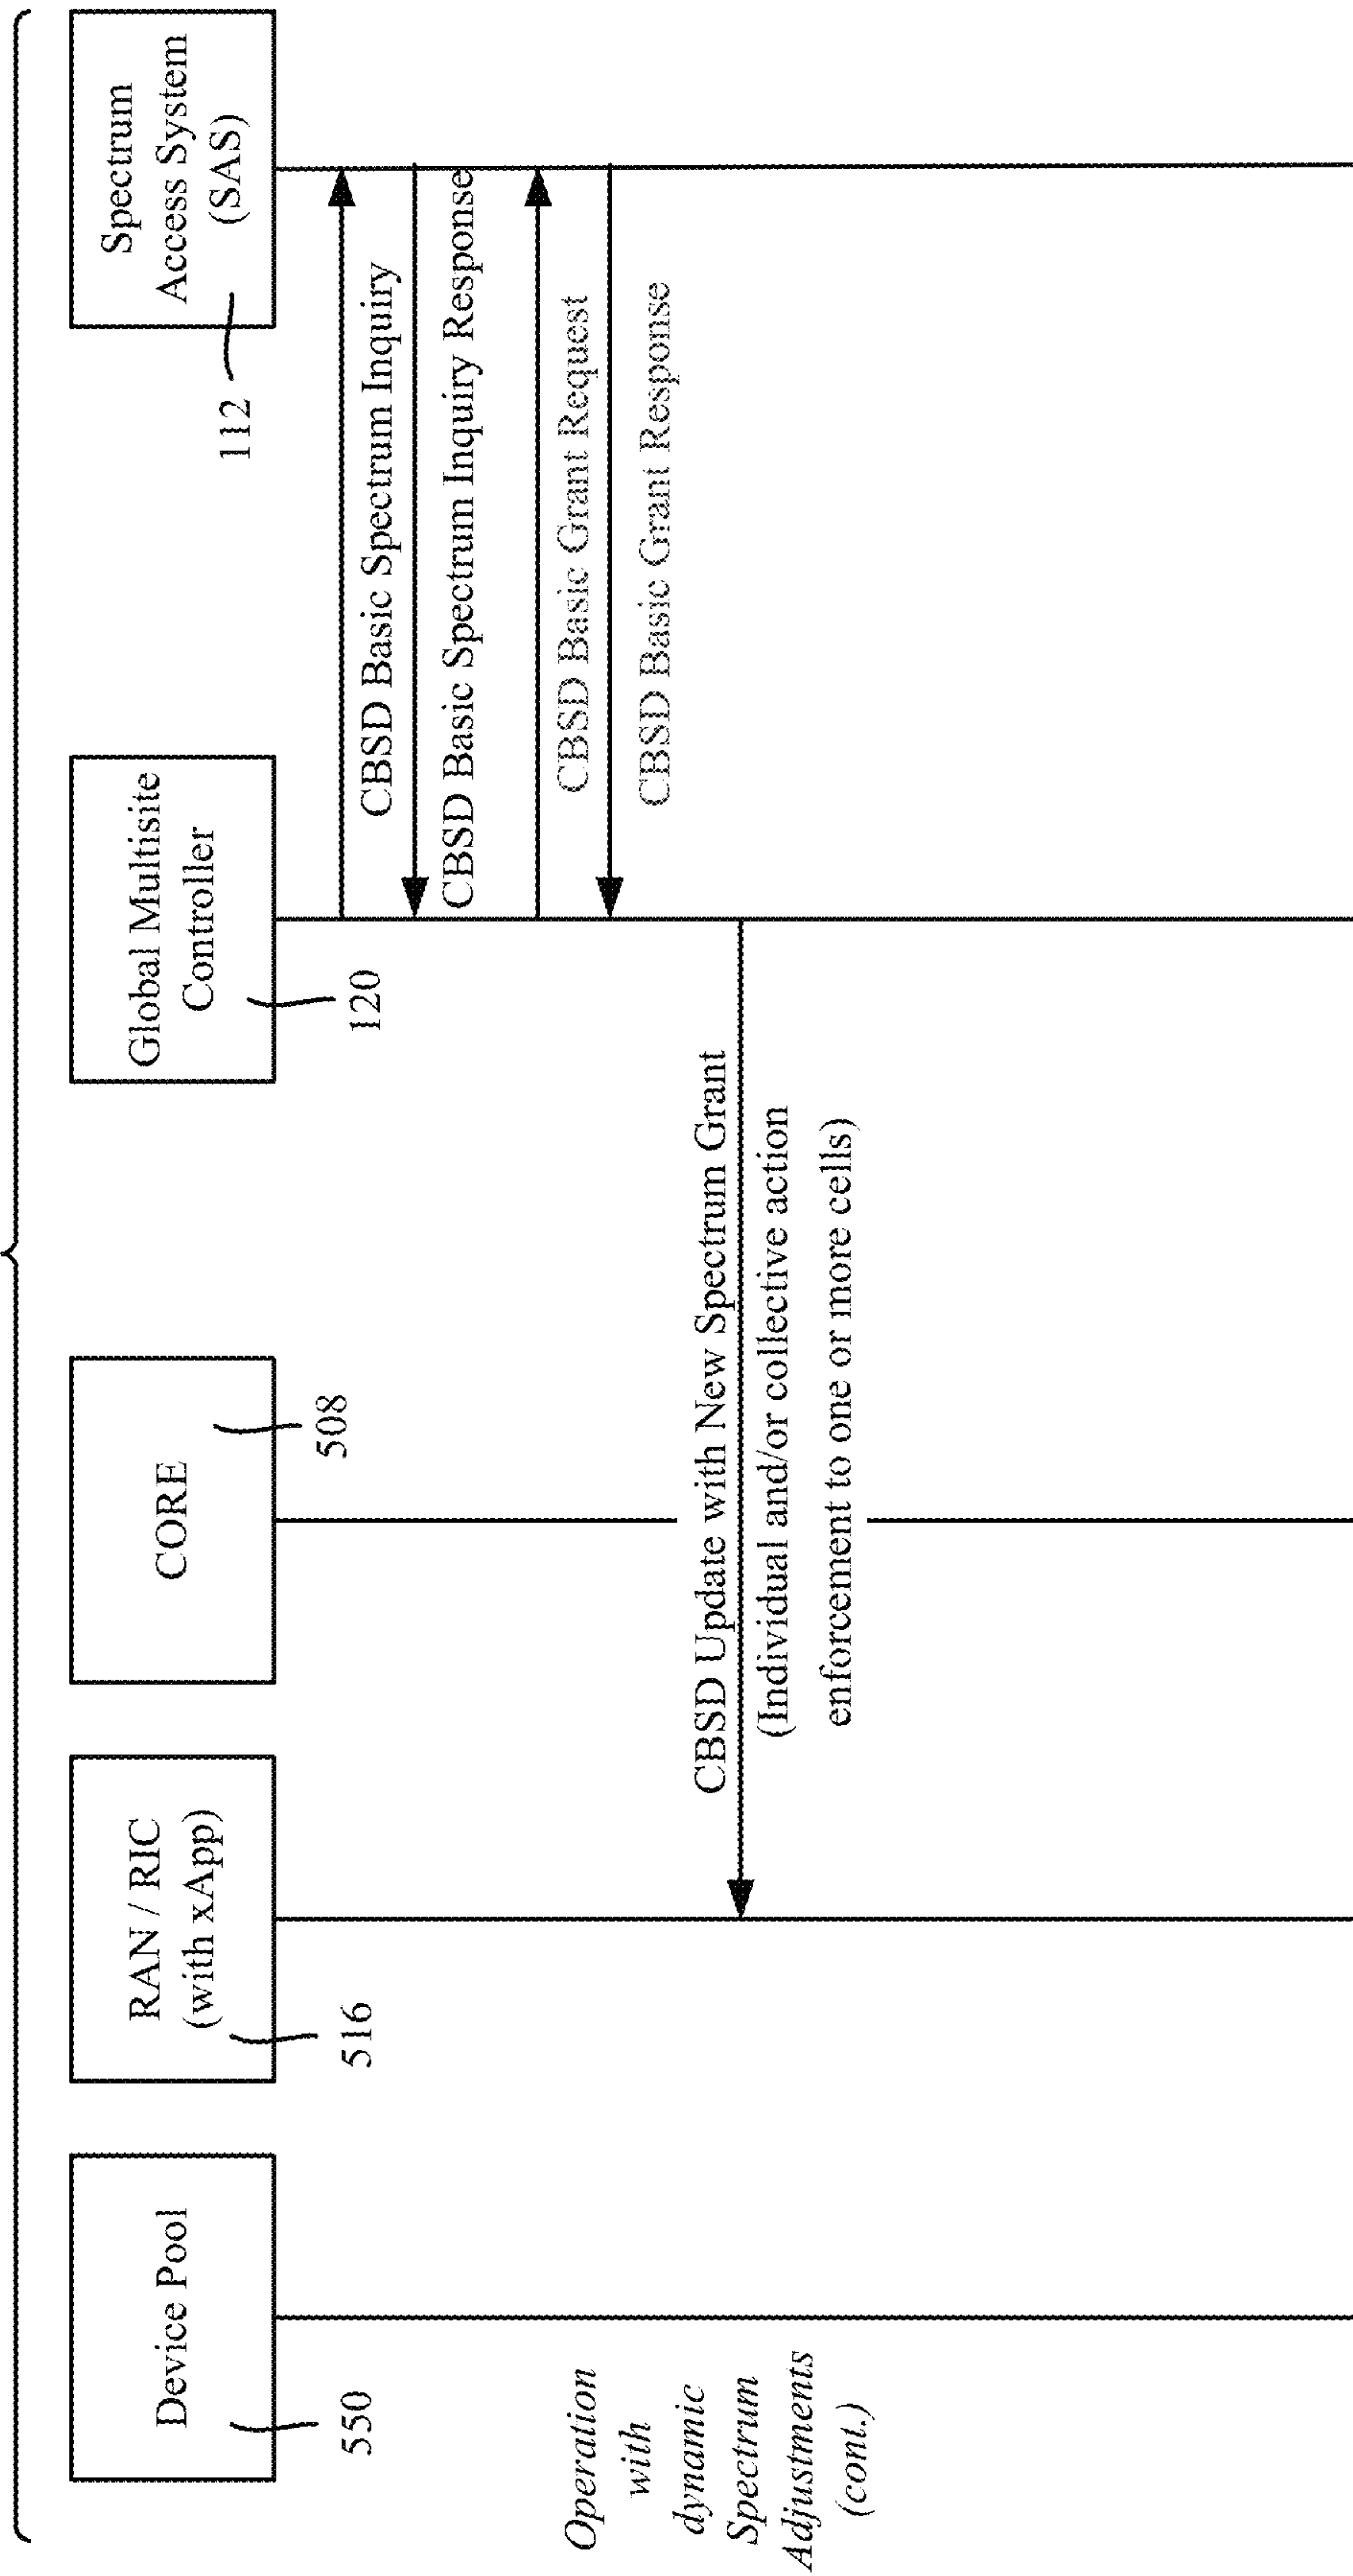 Device Pool
550
RAN / RIC
(with xApp)
516
CORE
508
Global Multisite
Controller
120
Spectrum
Access System
(SAS)
112
CBSD Basic Spectrum Inquiry
CBSD Basic Spectrum Inquiry Response
CBSD Basic Grant Request
CBSD Basic Grant Response
CBSD Update with New Spectrum Grant
(Individual and/or collective action
enforcement to one or more cells)
Operation
with
dynamic
Spectrum
Adjustments
(cont.)